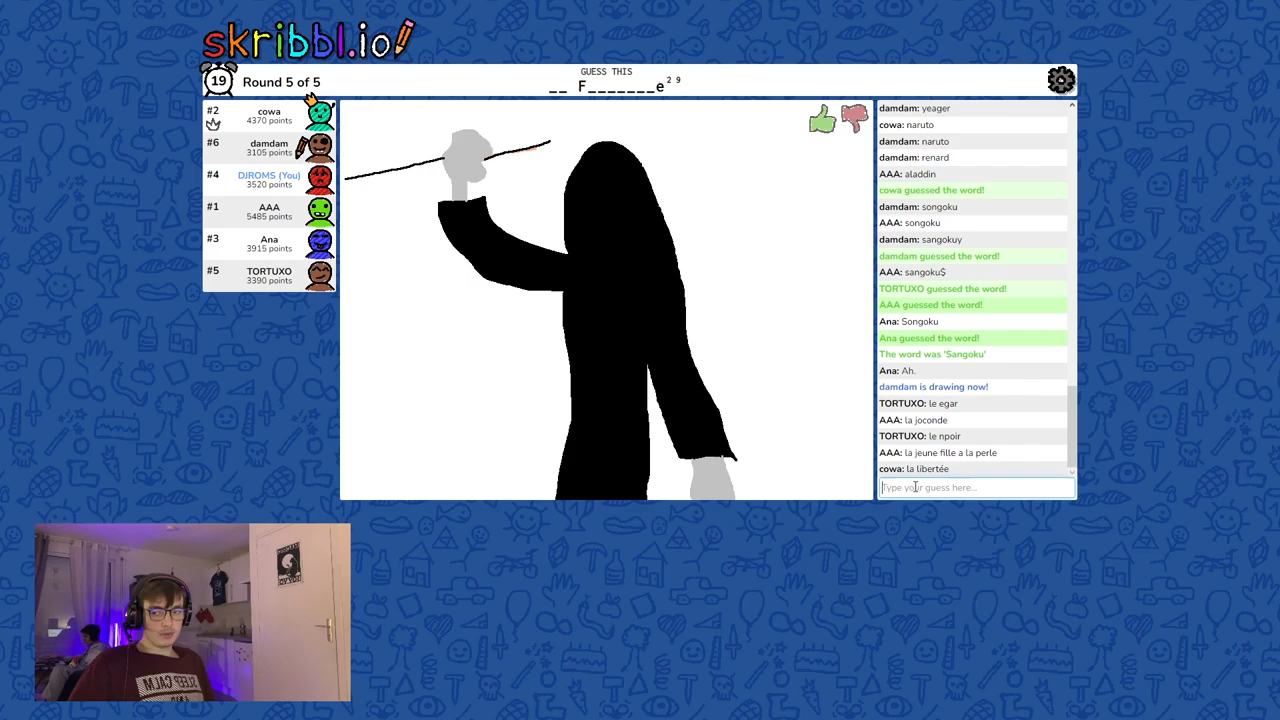 skribbl.io
19
Round 5 of 5
GUESS THIS
__ F_______e 2 9
#2 cowa
4370 points
#6 damdam
3105 points
#4 DJROMS (You)
3520 points
#1 AAA
5485 points
#3 Ana
3915 points
#5 TORTUXO
3390 points
damdam: yeager
cowa: naruto
damdam: naruto
damdam: renard
AAA: aladdin
cowa guessed the word!
damdam: songoku
AAA: songoku
damdam: sangokuy
damdam guessed the word!
AAA: sangoku$
TORTUXO guessed the word!
AAA guessed the word!
Ana: Songoku
Ana guessed the word!
The word was 'Sangoku'
Ana: Ah.
damdam is drawing now!
TORTUXO: le egar
AAA: la joconde
TORTUXO: le npoir
AAA: la jeune fille a la perle
cowa: la libertée
Type your guess here...